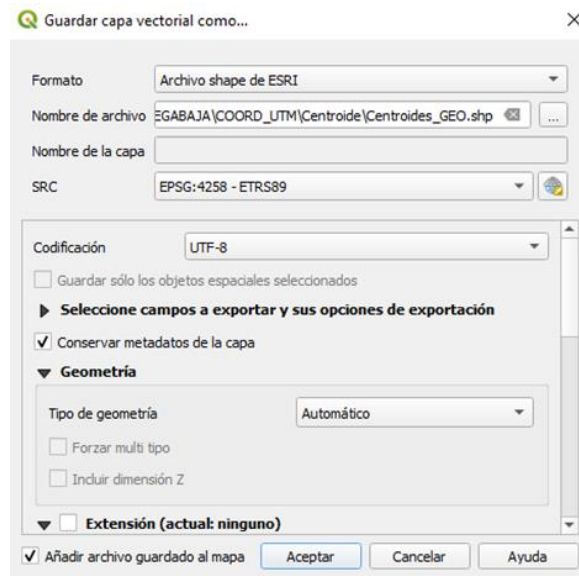 Guardar capa vectorial como...
Formato Archivo shape de ESRI
Nombre de archivo EGABAJA\COORD_UTM\Centroide\Centroides_GEO.shp ...
Nombre de la capa
SRC EPSG:4258 - ETRS89
Codificación UTF-8
Guardar sólo los objetos espaciales seleccionados
Seleccione campos a exportar y sus opciones de exportación
Conservar metadatos de la capa
Geometría
Tipo de geometría Automático
Forzar multi tipo
Incluir dimensión Z
Extensión (actual: ninguno)
Añadir archivo guardado al mapa Aceptar Cancelar Ayuda